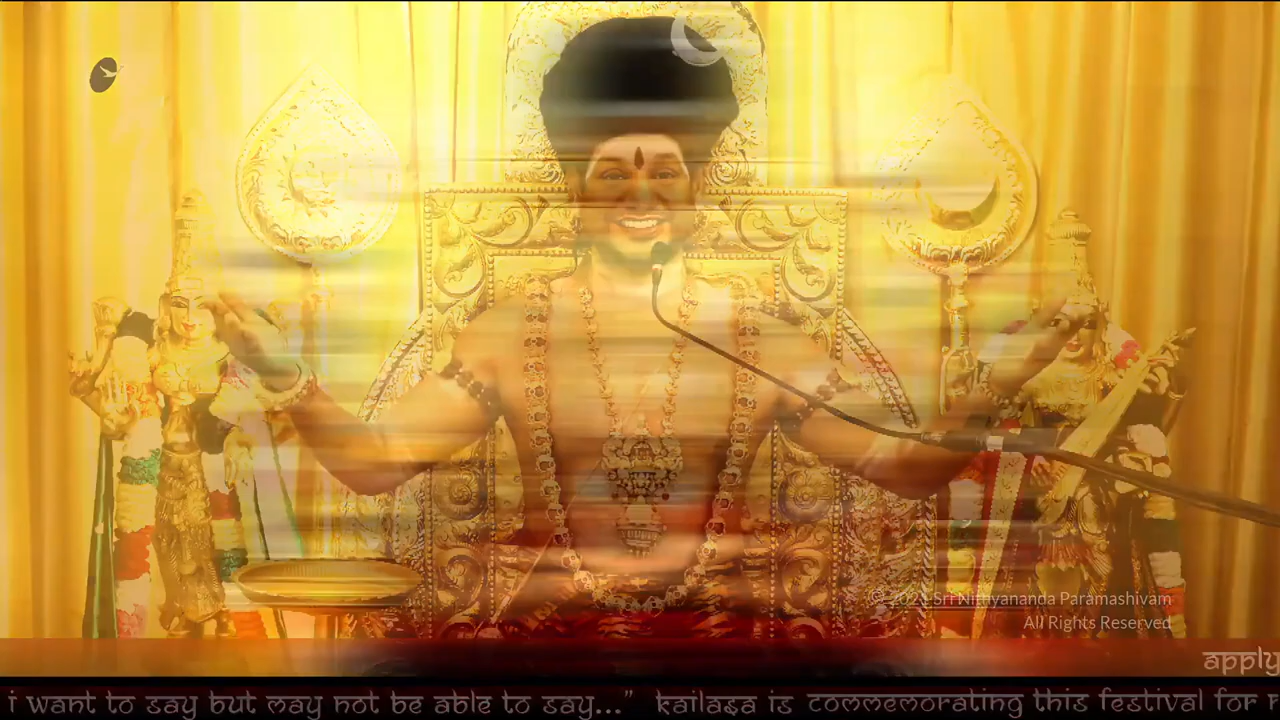 © 2021 Sri Nithyananda Paramashivam
All Rights Reserved
apply
i want to say but may not be able to say..." kailasa is commemorating this festival for